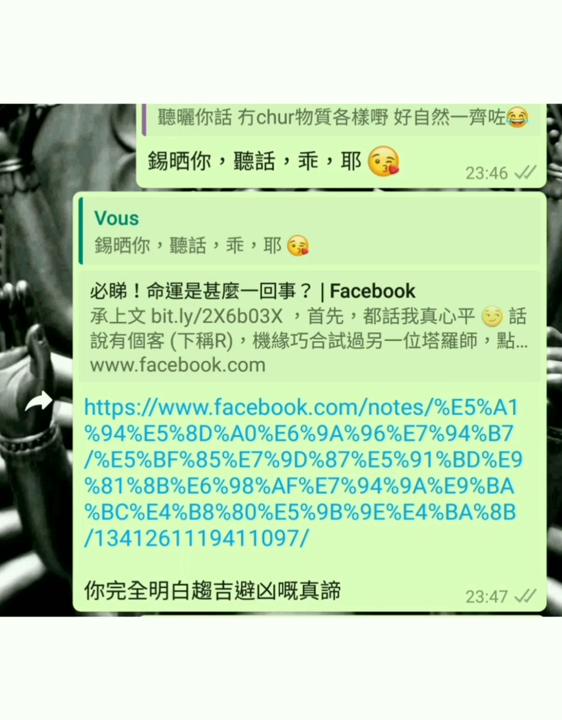 聽曬你話 冇chur物質各樣嘢 好自然一齊咗😂
錫晒你，聽話，乖，耶 😘
23:46
Vous
錫晒你，聽話，乖，耶 😘
必睇！命運是甚麼一回事？ | Facebook
承上文 bit.ly/2X6b03X ，首先，都話我真心平 😏 話
說有個客 (下稱R)，機緣巧合試過另一位塔羅師，點...
www.facebook.com
https://www.facebook.com/notes/%E5%A1
%94%E5%8D%A0%E6%9A%96%E7%94%B7
/%E5%BF%85%E7%9D%87%E5%91%BD%E9
%81%8B%E6%98%AF%E7%94%9A%E9%BA
%BC%E4%B8%80%E5%9B%9E%E4%BA%8B
/1341261119411097/
你完全明白趨吉避凶嘅真諦
23:47